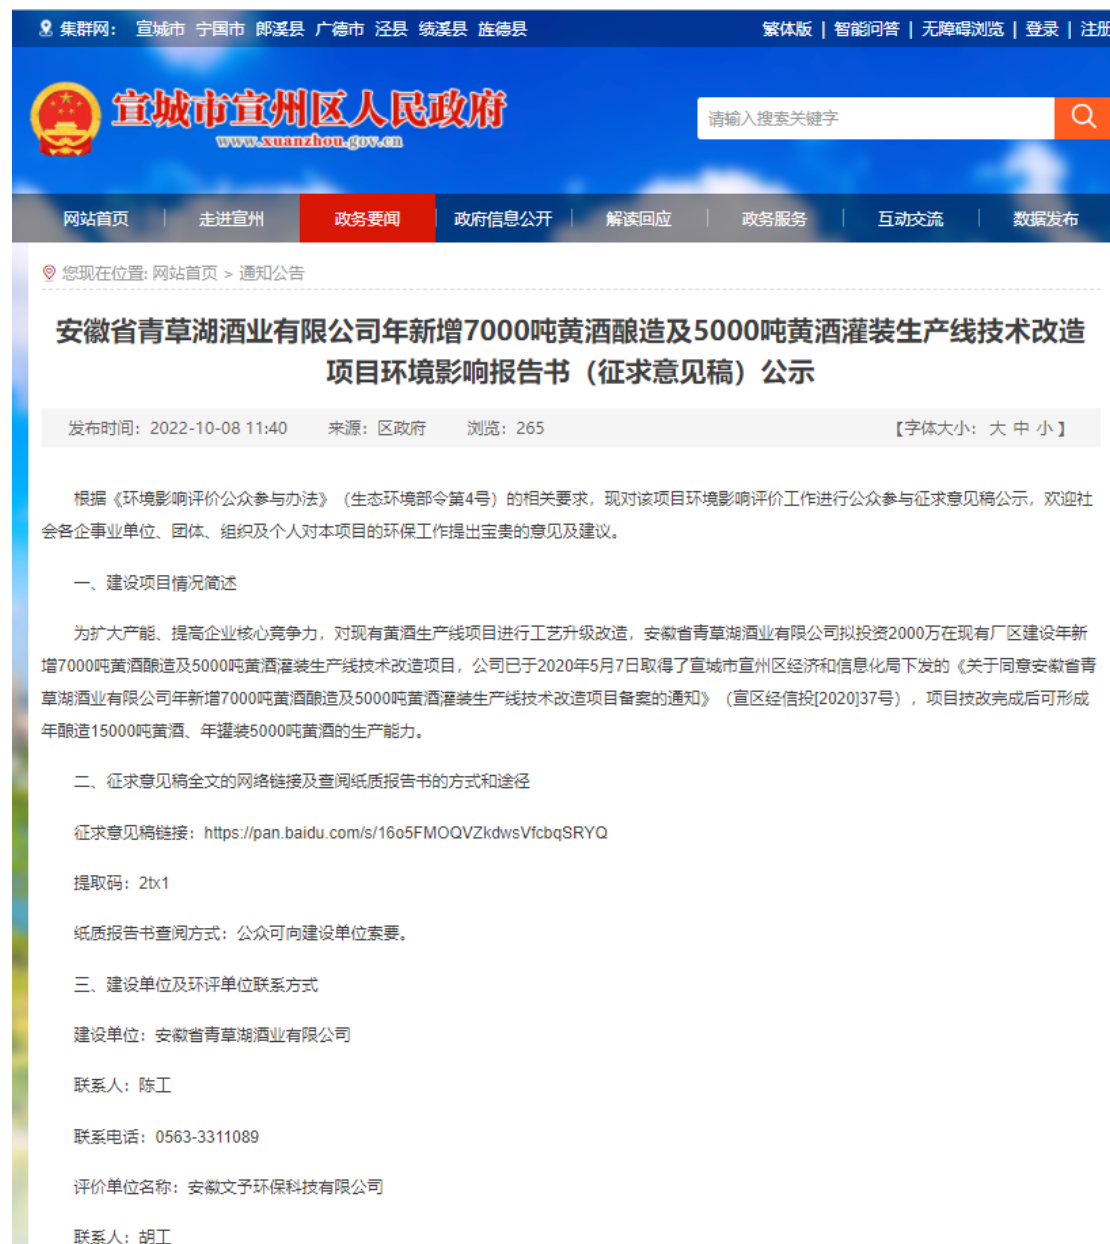 集群网： 宣城市 宁国市 郎溪县 广德市 泾县 绩溪县 旌德县
繁体版 | 智能问答 | 无障碍浏览 | 登录 | 注册
宣城市宣州区人民政府
www.xuanzhou.gov.cn
请输入搜索关键字
网站首页 走进宣州 政务要闻 政府信息公开 解读回应 政务服务 互动交流 数据发布
您现在位置: 网站首页 > 通知公告
安徽省青草湖酒业有限公司年新增7000吨黄酒酿造及5000吨黄酒灌装生产线技术改造
项目环境影响报告书（征求意见稿）公示
发布时间：2022-10-08 11:40 来源：区政府 浏览：265 【字体大小：大 中 小】
根据《环境影响评价公众参与办法》（生态环境部令第4号）的相关要求，现对该项目环境影响评价工作进行公众参与征求意见稿公示，欢迎社
会各企事业单位、团体、组织及个人对本项目的环保工作提出宝贵的意见及建议。
一、建设项目情况简述
为扩大产能、提高企业核心竞争力，对现有黄酒生产线项目进行工艺升级改造，安徽省青草湖酒业有限公司拟投资2000万在现有厂区建设年新
增7000吨黄酒酿造及5000吨黄酒灌装生产线技术改造项目，公司已于2020年5月7日取得了宣城市宣州区经济和信息化局下发的《关于同意安徽省青
草湖酒业有限公司年新增7000吨黄酒酿造及5000吨黄酒灌装生产线技术改造项目备案的通知》（宣区经信投[2020]37号），项目技改完成后可形成
年酿造15000吨黄酒、年罐装5000吨黄酒的生产能力。
二、征求意见稿全文的网络链接及查阅纸质报告书的方式和途径
征求意见稿链接：https://pan.baidu.com/s/16o5FMOQVZkdwsVfcbqSRYQ
提取码：2tx1
纸质报告书查阅方式：公众可向建设单位索要。
三、建设单位及环评单位联系方式
建设单位：安徽省青草湖酒业有限公司
联系人：陈工
联系电话：0563-3311089
评价单位名称：安徽文予环保科技有限公司
联系人：胡工